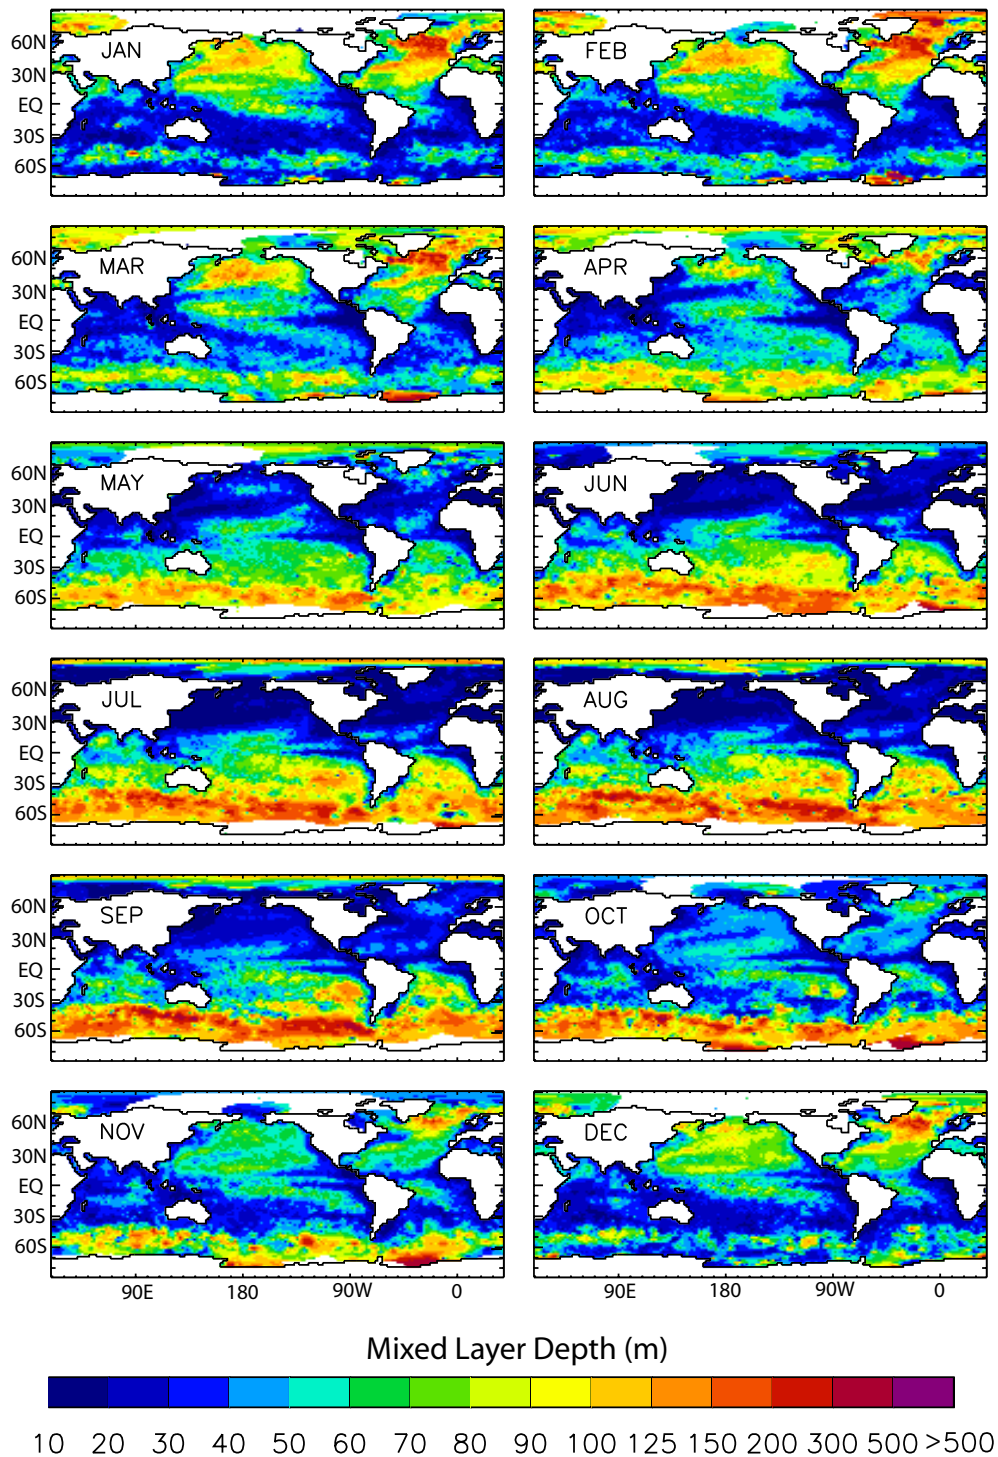 JAN
FEB
60N
30N
EQ
30S
60S
MAR
APR
60N
30N
EQ
30S
60S
MAY
JUN
60N
30N
EQ
30S
60S
JUL
AUG
60N
30N
EQ
30S
60S
SEP
OCT
60N
30N
EQ
30S
60S
NOV
DEC
60N
30N
EQ
30S
60S
90E 180 90W 0 90E 180 90W 0
Mixed Layer Depth (m)
10 20 30 40 50 60 70 80 90 100 125 150 200 300 500 >500